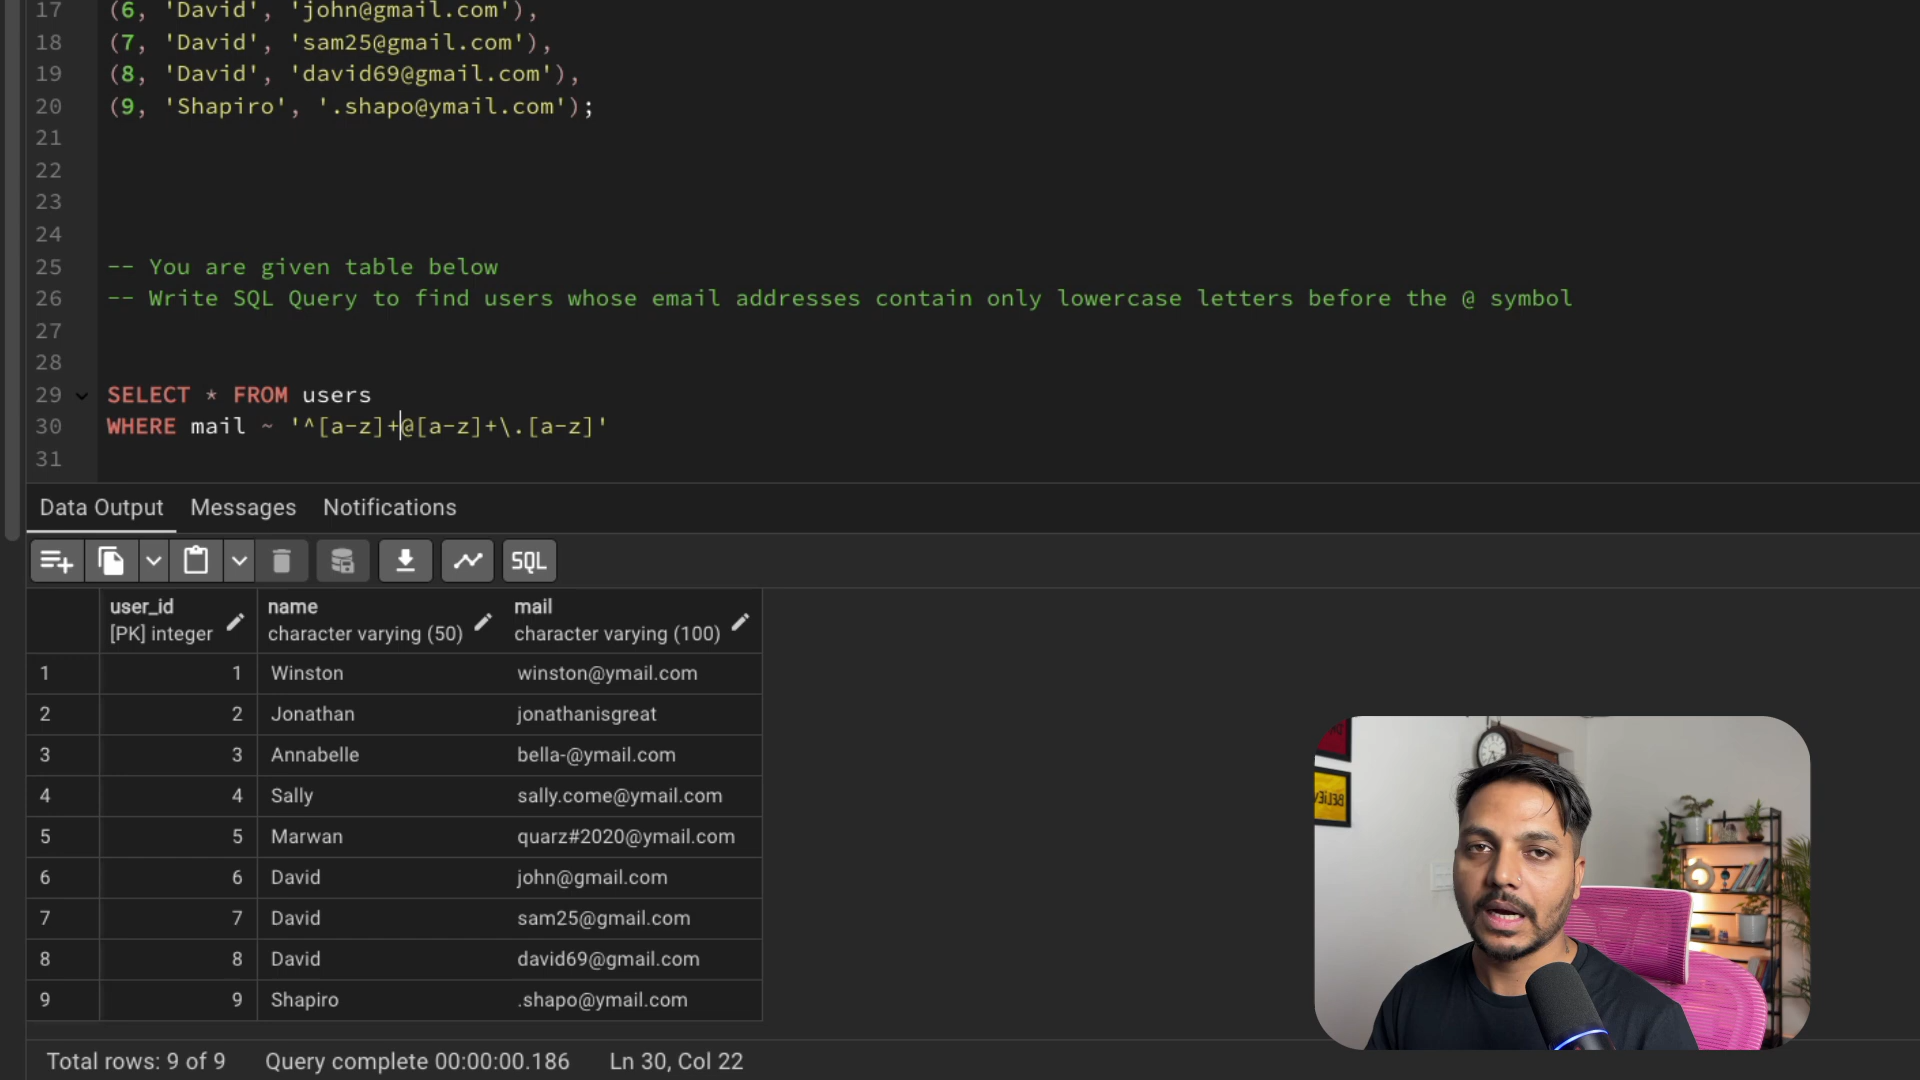 17 (6, 'David', 'john@gmail.com'),
18 (7, 'David', 'sam25@gmail.com'),
19 (8, 'David', 'david69@gmail.com'),
20 (9, 'Shapiro', '.shapo@ymail.com');
21
22
23
24
25 -- You are given table below
26 -- Write SQL Query to find users whose email addresses contain only lowercase letters before the @ symbol
27
28
29 SELECT * FROM users
30 WHERE mail ~ '^[a-z]+@[a-z]+\.[a-z]'
31
Data Output Messages Notifications
SQL
user_id name mail
[PK] integer character varying (50) character varying (100)
1 1 Winston winston@ymail.com
2 2 Jonathan jonathanisgreat
3 3 Annabelle bella-@ymail.com
4 4 Sally sally.come@ymail.com
5 5 Marwan quarz#2020@ymail.com
6 6 David john@gmail.com
7 7 David sam25@gmail.com
8 8 David david69@gmail.com
9 9 Shapiro .shapo@ymail.com
Total rows: 9 of 9 Query complete 00:00:00.186 Ln 30, Col 22